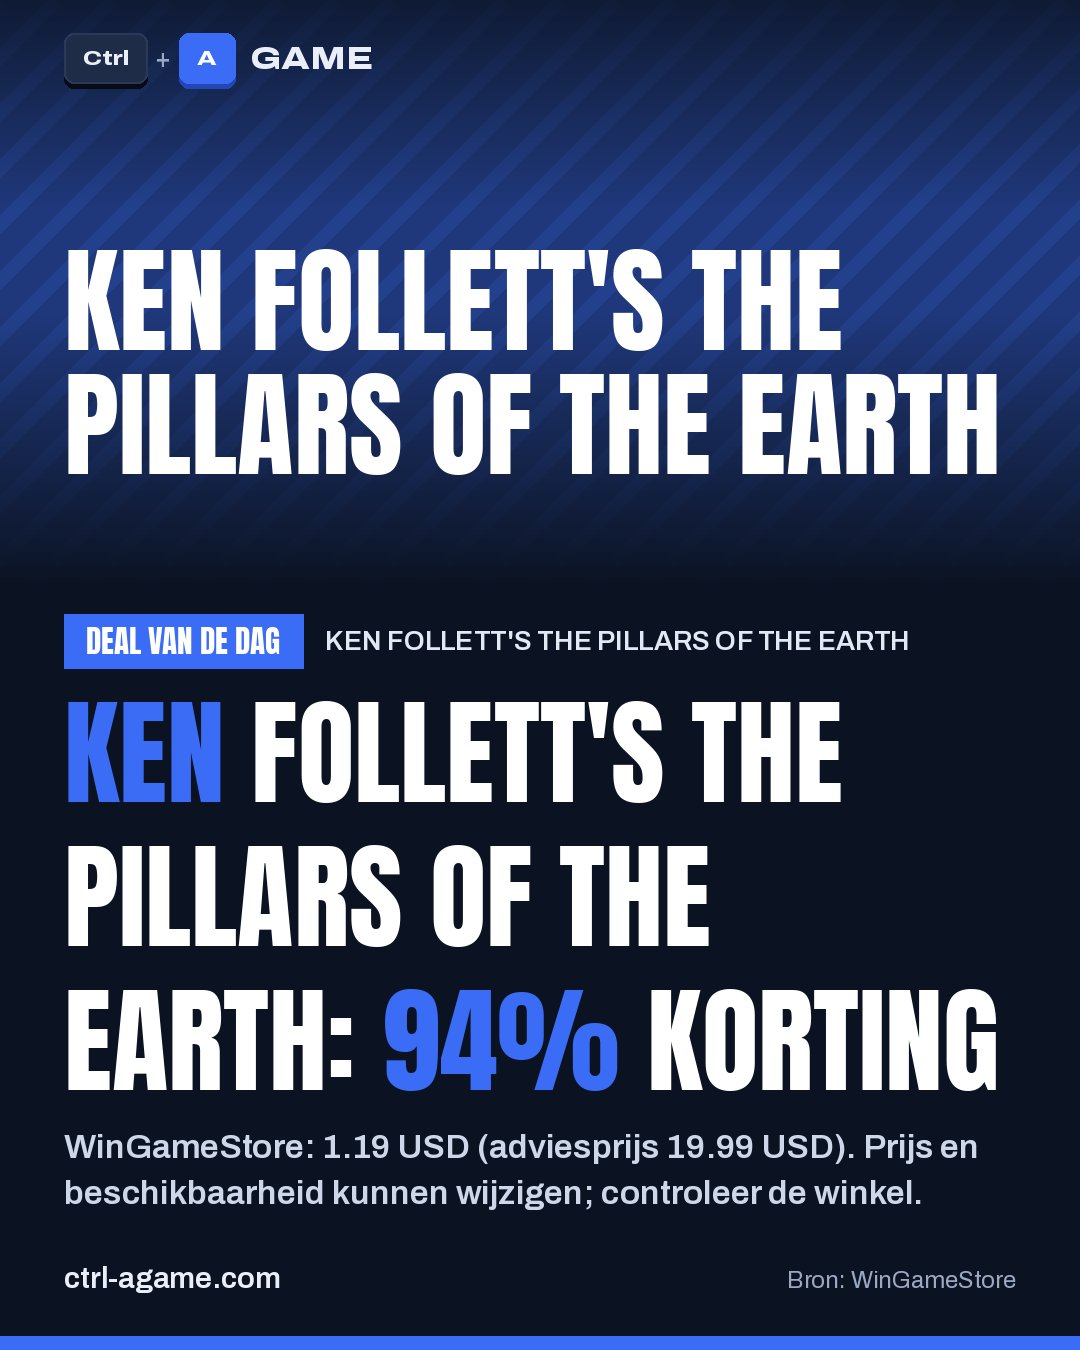 Ctrl + A GAME
KEN FOLLETT'S THE
PILLARS OF THE EARTH
DEAL VAN DE DAG KEN FOLLETT'S THE PILLARS OF THE EARTH
KEN FOLLETT'S THE
PILLARS OF THE
EARTH: 94% KORTING
WinGameStore: 1.19 USD (adviesprijs 19.99 USD). Prijs en
beschikbaarheid kunnen wijzigen; controleer de winkel.
ctrl-agame.com Bron: WinGameStore